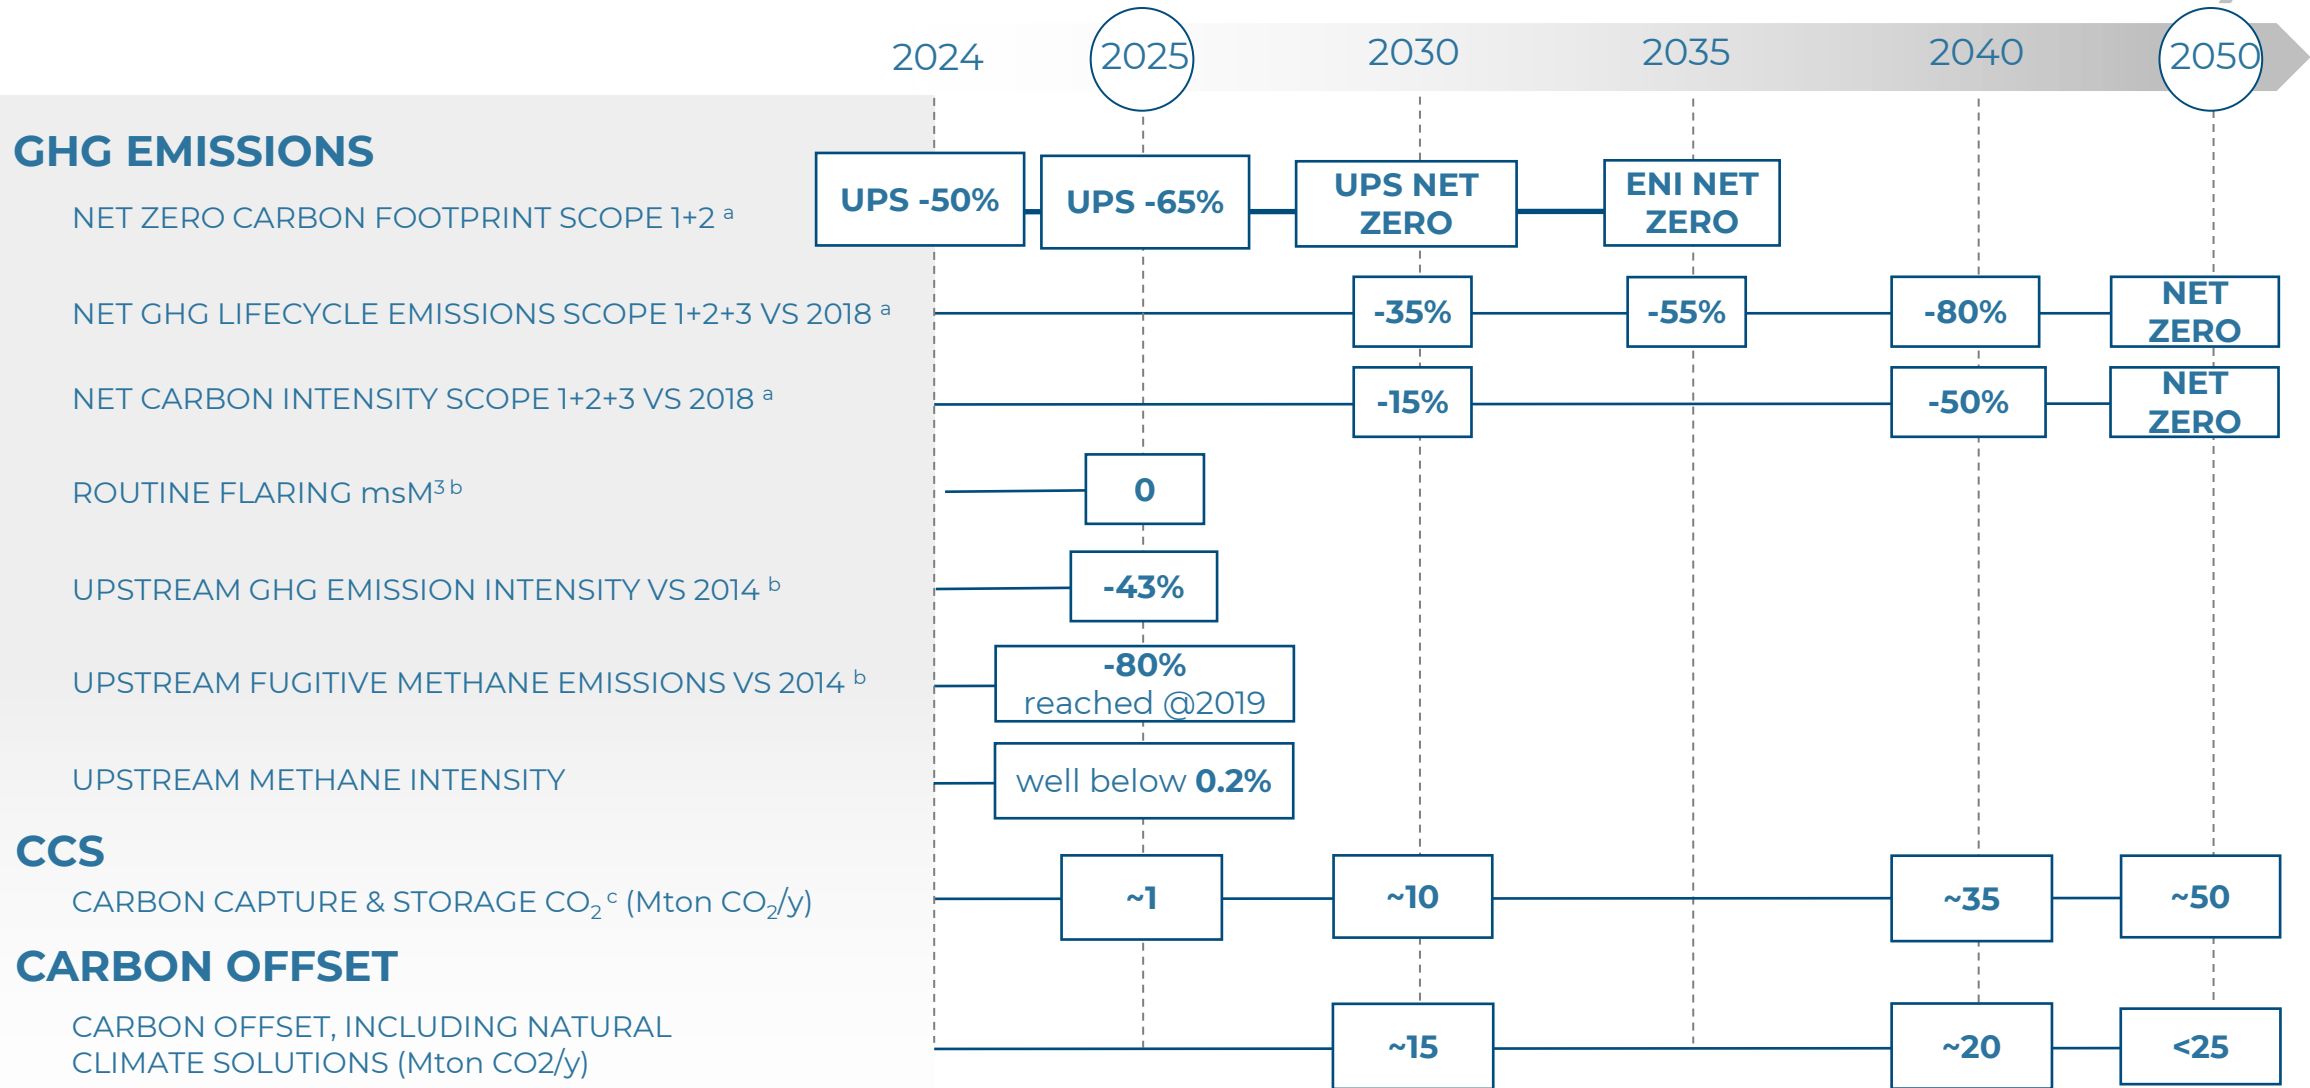 2024 2025 2030 2035 2040 2050
GHG EMISSIONS
NET ZERO CARBON FOOTPRINT SCOPE 1+2 ᵃ
UPS -50%
UPS -65%
UPS NET
ZERO
ENI NET
ZERO
NET GHG LIFECYCLE EMISSIONS SCOPE 1+2+3 VS 2018 ᵃ
-35%
-55%
-80%
NET
ZERO
NET CARBON INTENSITY SCOPE 1+2+3 VS 2018 ᵃ
-15%
-50%
NET
ZERO
ROUTINE FLARING msM³ ᵇ
0
UPSTREAM GHG EMISSION INTENSITY VS 2014 ᵇ
-43%
UPSTREAM FUGITIVE METHANE EMISSIONS VS 2014 ᵇ
-80%
reached @2019
UPSTREAM METHANE INTENSITY
well below 0.2%
CCS
CARBON CAPTURE & STORAGE CO₂ ᶜ (Mton CO₂/y)
~1
~10
~35
~50
CARBON OFFSET
CARBON OFFSET, INCLUDING NATURAL
CLIMATE SOLUTIONS (Mton CO2/y)
~15
~20
<25